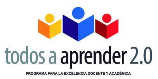 todos a aprender 2.0
PROGRAMA PARA LA EXCELENCIA DOCENTE Y ACADÉMICA